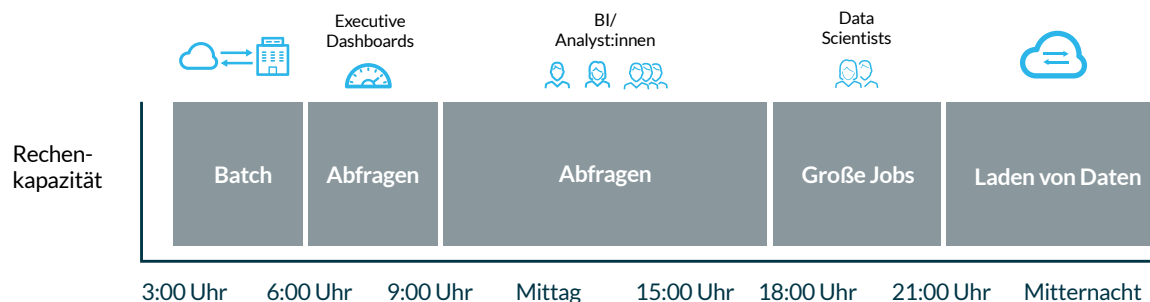 Executive
Dashboards
BI/
Analyst:innen
Data
Scientists
Rechen-
kapazität
Batch
Abfragen
Abfragen
Große Jobs
Laden von Daten
3:00 Uhr
6:00 Uhr
9:00 Uhr
Mittag
15:00 Uhr
18:00 Uhr
21:00 Uhr
Mitternacht